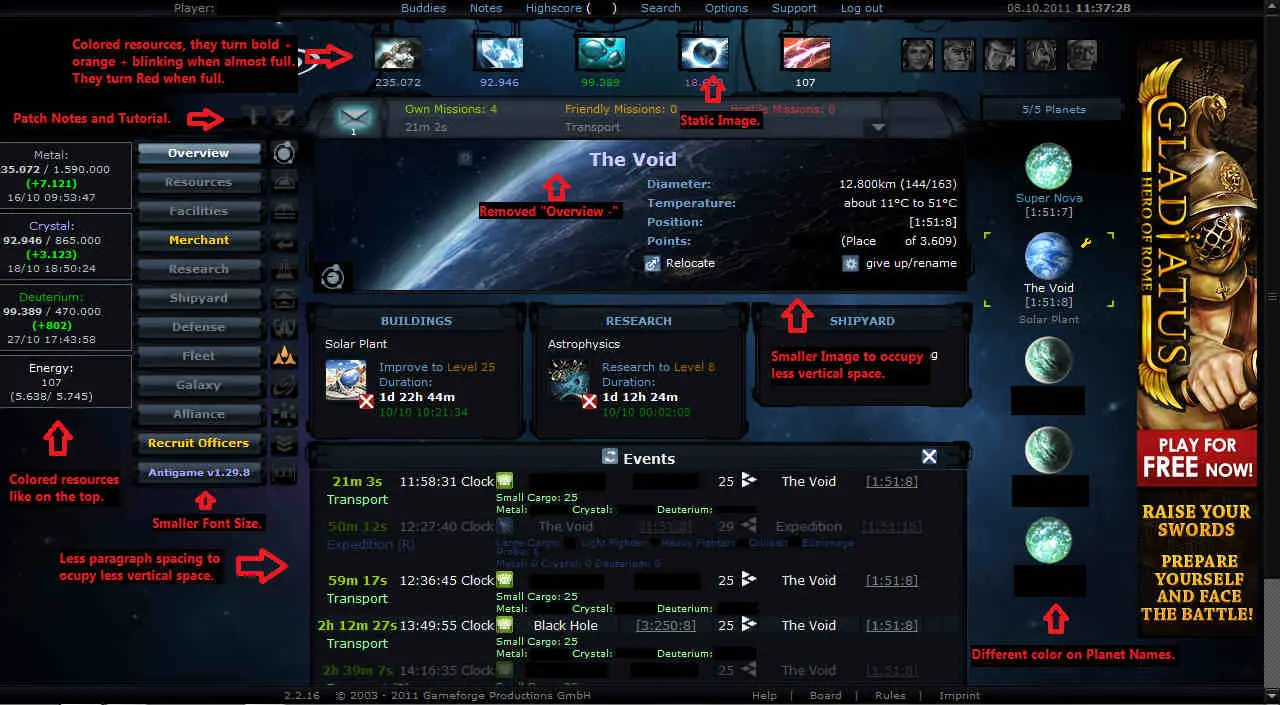 Player:
Buddies Notes Highscore ( ) Search Options Support Log out
08.10.2011 11:37:28
Colored resources, they turn bold +
orange + blinking when almost full.
They turn Red when full.
235.072
92.946
99.389
107
Patch Notes and Tutorial.
1
Own Missions: 4
21m 2s
Friendly Missions: 0
Transport
Hostile Missions: 0
Static Image.
5/5 Planets
Metal:
35.072 / 1.590.000
(+7.121)
16/10 09:53:47
Crystal:
92.946 / 865.000
(+3.123)
18/10 18:50:24
Deuterium:
99.389 / 470.000
(+802)
27/10 17:43:58
Energy:
107
(5.638/ 5.745)
Colored resources
like on the top.
Overview
Resources
Facilities
Merchant
Research
Shipyard
Defense
Fleet
Galaxy
Alliance
Recruit Officers
Antigame v1.29.8
Smaller Font Size.
Less paragraph spacing to
ocupy less vertical space.
The Void
Removed "Overview -"
Diameter: 12.800km (144/163)
Temperature: about 11°C to 51°C
Position: [1:51:8]
Points: (Place of 3.609)
Relocate
give up/rename
BUILDINGS
Solar Plant
Improve to Level 25
Duration:
1d 22h 44m
10/10 10:21:34
RESEARCH
Astrophysics
Research to Level 8
Duration:
1d 12h 24m
10/10 00:02:03
SHIPYARD
g
Smaller Image to occupy
less vertical space.
Events
21m 3s 11:58:31 Clock 25 The Void [1:51:8]
Transport
Small Cargo: 25
Metal: Crystal: Deuterium:
50m 12s 12:27:40 Clock The Void [1:51:8] 29 Expedition [1:51:16]
Expedition (R)
Large Cargo: Light Fighter: Heavy Fighter: Cruiser: Espionage
Probe: 1
Metal: 0 Crystal: 0 Deuterium: 0
59m 17s 12:36:45 Clock 25 The Void [1:51:8]
Transport
Small Cargo: 25
Metal: Crystal: Deuterium:
2h 12m 27s 13:49:55 Clock Black Hole [3:250:8] 25 The Void [1:51:8]
Transport
Small Cargo: 25
Metal: Crystal: Deuterium:
2h 39m 7s 14:16:35 Clock 25 The Void [1:51:8]
Super Nova
[1:51:7]
The Void
[1:51:8]
Solar Plant
Different color on Planet Names.
GLADIATUS
HERO OF ROME
PLAY FOR
FREE NOW!
RAISE YOUR
SWORDS
PREPARE
YOURSELF
AND FACE
THE BATTLE!
2.2.16 © 2003 - 2011 Gameforge Productions GmbH
Help | Board | Rules | Imprint